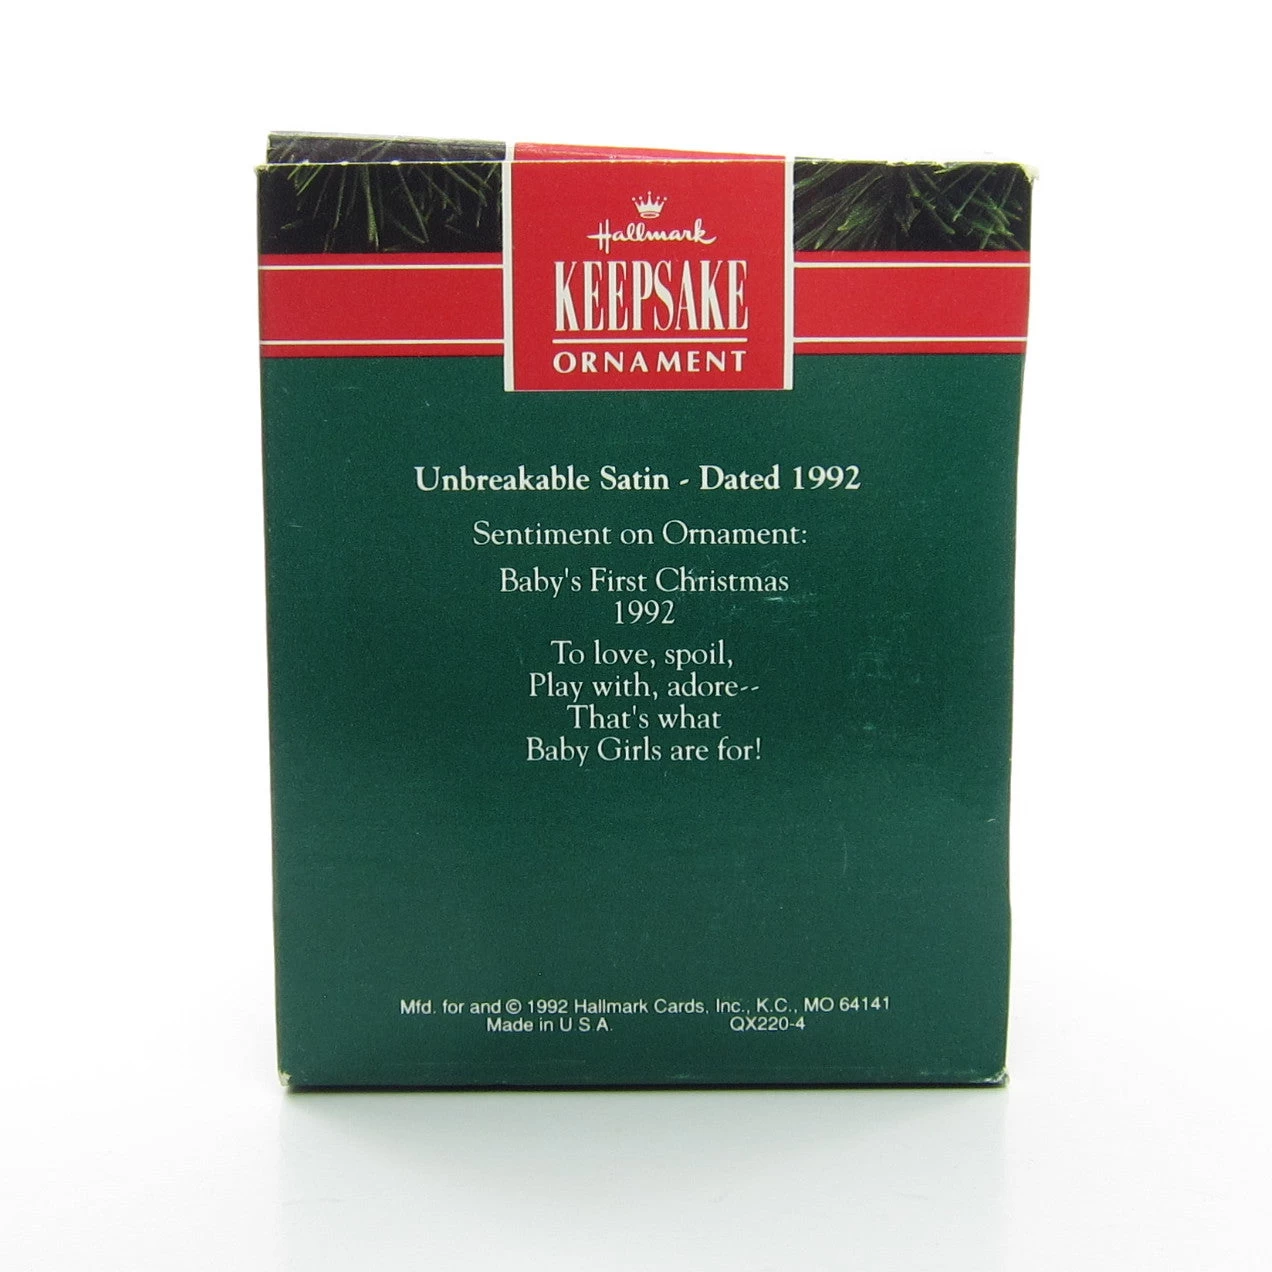 Hallmark
KEEPSAKE
ORNAMENT
Unbreakable Satin - Dated 1992
Sentiment on Ornament:
Baby's First Christmas
1992
To love, spoil,
Play with, adore--
That's what
Baby Girls are for!
Mfd. for and © 1992 Hallmark Cards, Inc., K.C., MO 64141
Made in U.S.A. QX220-4